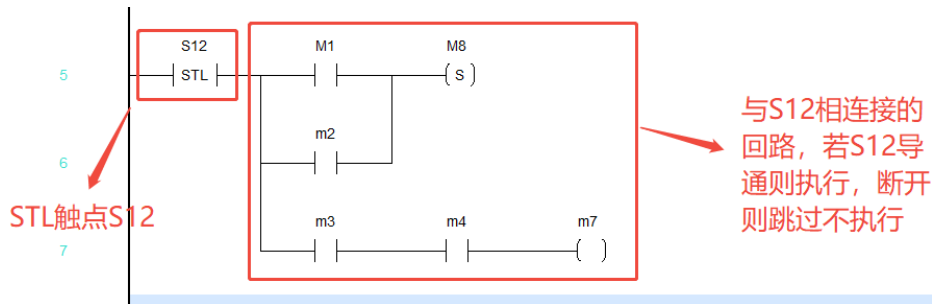 S12 M1 M8
5 STL S
m2
6
m3 m4 m7
7
STL触点S12
与S12相连接的
回路，若S12导
通则执行，断开
则跳过不执行